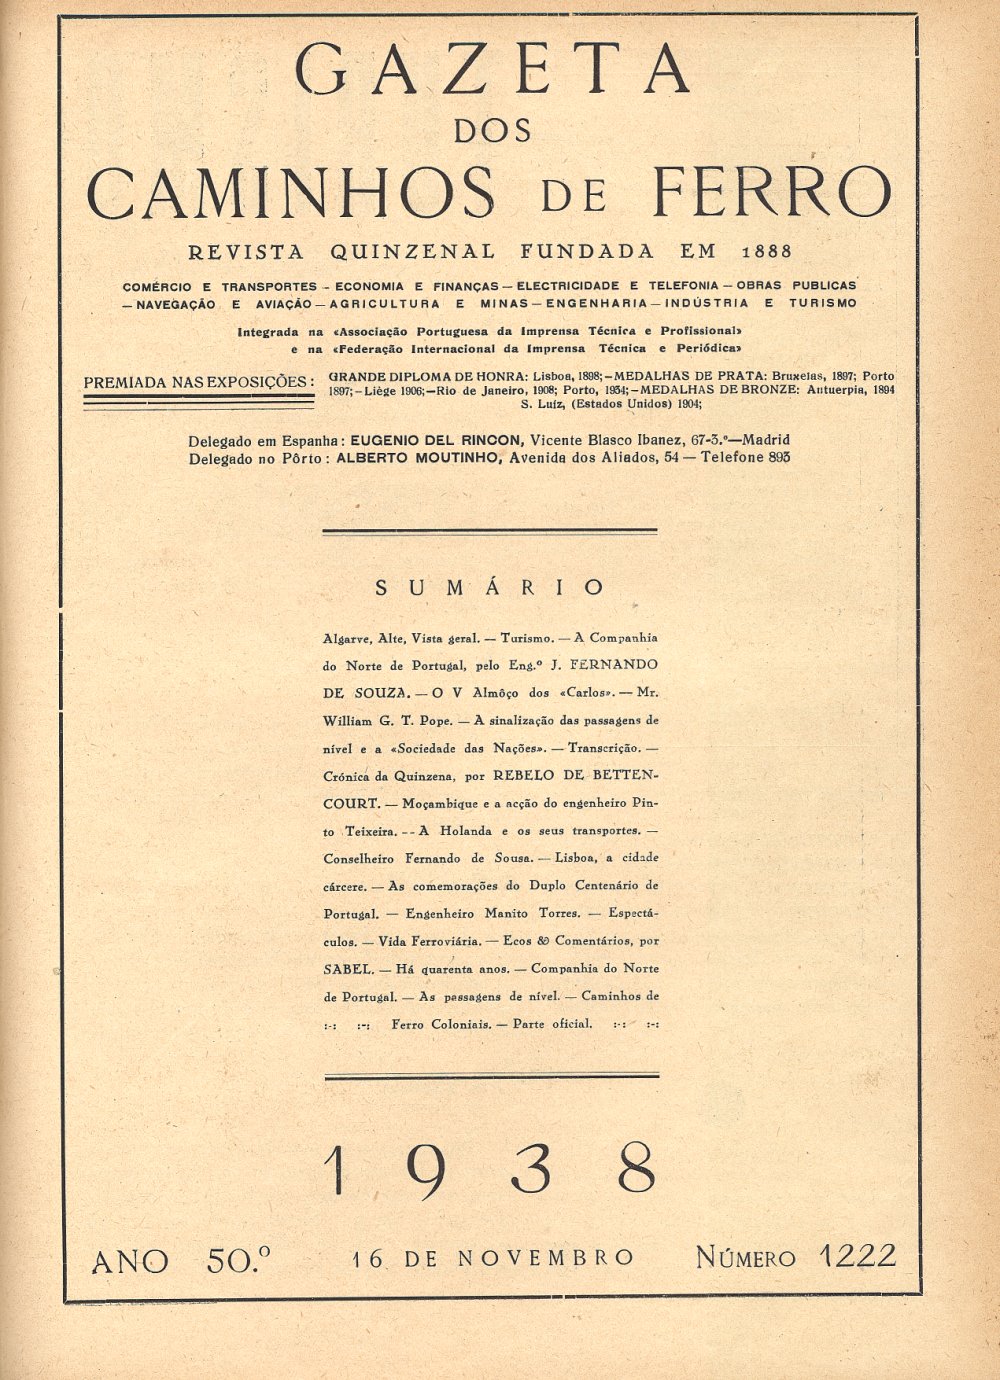 GAZETA
DOS
CAMINHOS DE FERRO
REVISTA QUINZENAL FUNDADA EM 1888
COMÉRCIO E TRANSPORTES – ECONOMIA E FINANÇAS — ELECTRICIDADE E TELEFONIA — OBRAS PUBLICAS
— NAVEGAÇÃO E AVIAÇÃO — AGRICULTURA E MINAS — ENGENHARIA — INDÚSTRIA E TURISMO
Integrada na «Associação Portuguesa da Imprensa Técnica e Profissional»
e na «Federação Internacional da Imprensa Técnica e Periódica»
PREMIADA NAS EXPOSIÇÕES:
GRANDE DIPLOMA DE HONRA: Lisboa, 1898;—MEDALHAS DE PRATA: Bruxelas, 1897; Porto
1897;—Liège 1906;—Rio de Janeiro, 1908; Porto, 1934;—MEDALHAS DE BRONZE: Antuerpia, 1894
S. Luiz, (Estados Unidos) 1904;
Delegado em Espanha: EUGENIO DEL RINCON, Vicente Blasco Ibanez, 67-3.º—Madrid
Delegado no Pôrto: ALBERTO MOUTINHO, Avenida dos Aliados, 54 — Telefone 893
SUMÁRIO
Algarve, Alte, Vista geral. — Turismo. — A Companhia
do Norte de Portugal, pelo Eng.º J. FERNANDO
DE SOUZA. — O V Almôço dos «Carlos». — Mr.
William G. T. Pope. — A sinalização das passagens de
nível e a «Sociedade das Nações». — Transcrição. —
Crónica da Quinzena, por REBELO DE BETTEN-
COURT. — Moçambique e a acção do engenheiro Pin-
to Teixeira. -- A Holanda e os seus transportes. —
Conselheiro Fernando de Sousa. — Lisboa, a cidade
cárcere. — As comemorações do Duplo Centenário de
Portugal. — Engenheiro Manito Torres. — Espectá-
culos. — Vida Ferroviária. — Ecos & Comentários, por
SABEL. — Há quarenta anos. — Companhia do Norte
de Portugal. — As passagens de nível. — Caminhos de
:-: :-: Ferro Coloniais. — Parte oficial. :-: :-:
1938
ANO 50.º 16 DE NOVEMBRO NÚMERO 1222